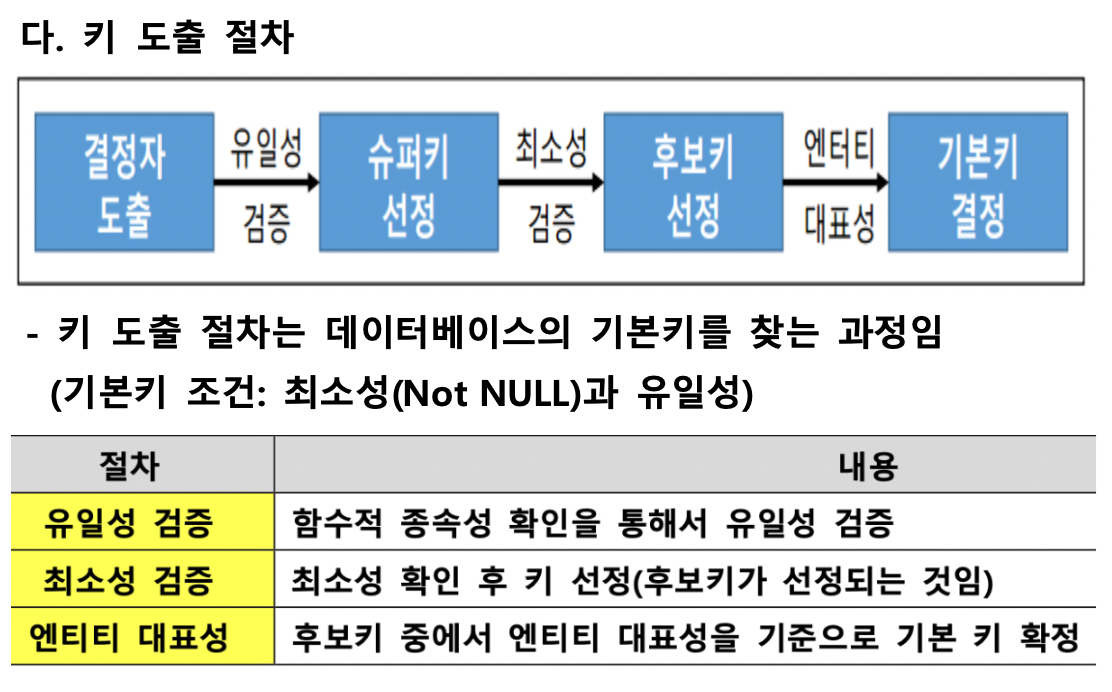 다. 키 도출 절차
결정자
도출
유일성
검증
슈퍼키
선정
최소성
검증
후보키
선정
엔터티
대표성
기본키
결정
- 키 도출 절차는 데이터베이스의 기본키를 찾는 과정임
(기본키 조건: 최소성(Not NULL)과 유일성)
절차 내용
유일성 검증 함수적 종속성 확인을 통해서 유일성 검증
최소성 검증 최소성 확인 후 키 선정(후보키가 선정되는 것임)
엔티티 대표성 후보키 중에서 엔티티 대표성을 기준으로 기본 키 확정